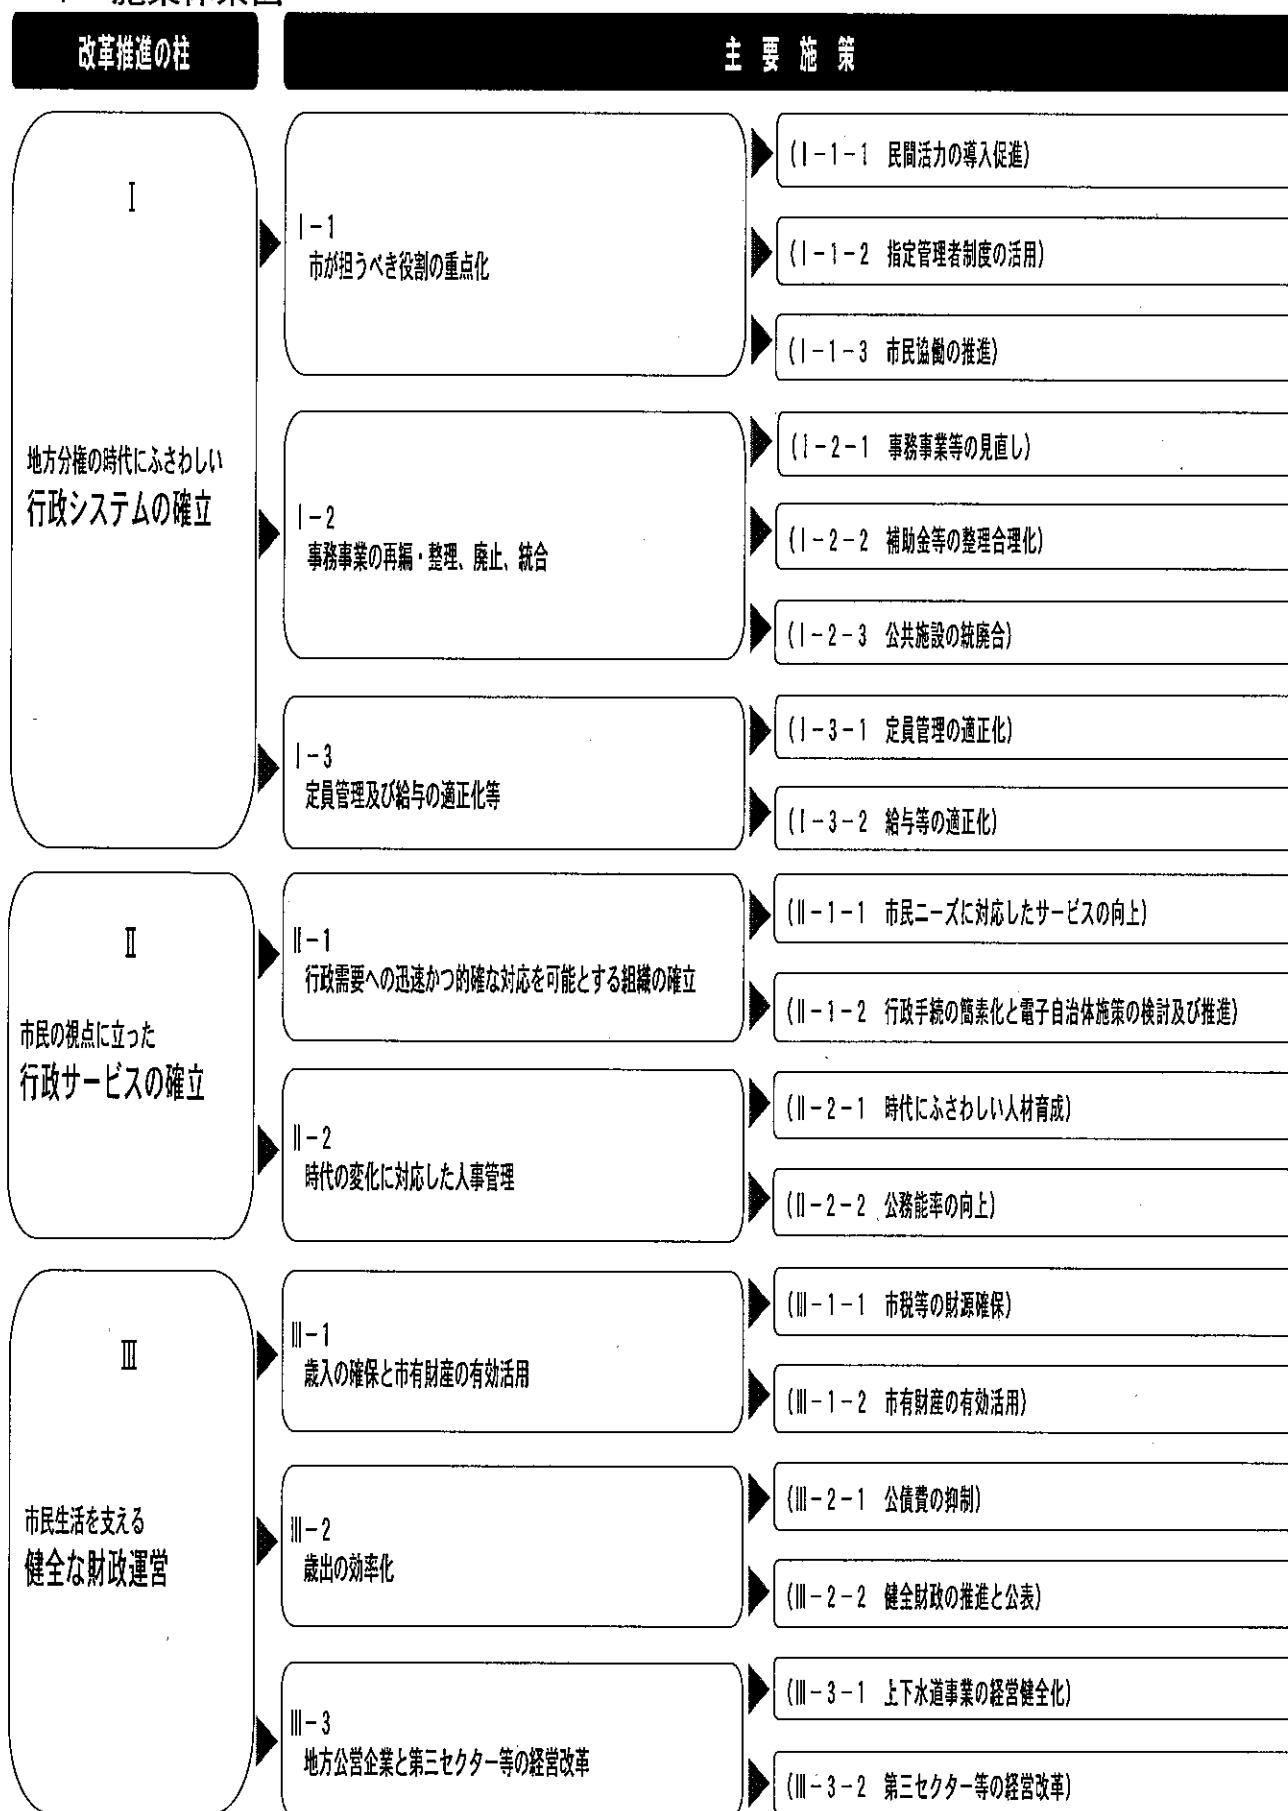 改革推進の柱
主要施策
Ⅰ
地方分権の時代にふさわしい
行政システムの確立
Ⅰ－1
市が担うべき役割の重点化
(Ⅰ－1－1 民間活力の導入促進)
(Ⅰ－1－2 指定管理者制度の活用)
(Ⅰ－1－3 市民協働の推進)
Ⅰ－2
事務事業の再編・整理、廃止、統合
(Ⅰ－2－1 事務事業等の見直し)
(Ⅰ－2－2 補助金等の整理合理化)
(Ⅰ－2－3 公共施設の統廃合)
Ⅰ－3
定員管理及び給与の適正化等
(Ⅰ－3－1 定員管理の適正化)
(Ⅰ－3－2 給与等の適正化)
Ⅱ
市民の視点に立った
行政サービスの確立
Ⅱ－1
行政需要への迅速かつ的確な対応を可能とする組織の確立
(Ⅱ－1－1 市民ニーズに対応したサービスの向上)
(Ⅱ－1－2 行政手続の簡素化と電子自治体施策の検討及び推進)
Ⅱ－2
時代の変化に対応した人事管理
(Ⅱ－2－1 時代にふさわしい人材育成)
(Ⅱ－2－2 公務能率の向上)
Ⅲ
市民生活を支える
健全な財政運営
Ⅲ－1
歳入の確保と市有財産の有効活用
(Ⅲ－1－1 市税等の財源確保)
(Ⅲ－1－2 市有財産の有効活用)
Ⅲ－2
歳出の効率化
(Ⅲ－2－1 公債費の抑制)
(Ⅲ－2－2 健全財政の推進と公表)
Ⅲ－3
地方公営企業と第三セクター等の経営改革
(Ⅲ－3－1 上下水道事業の経営健全化)
(Ⅲ－3－2 第三セクター等の経営改革)